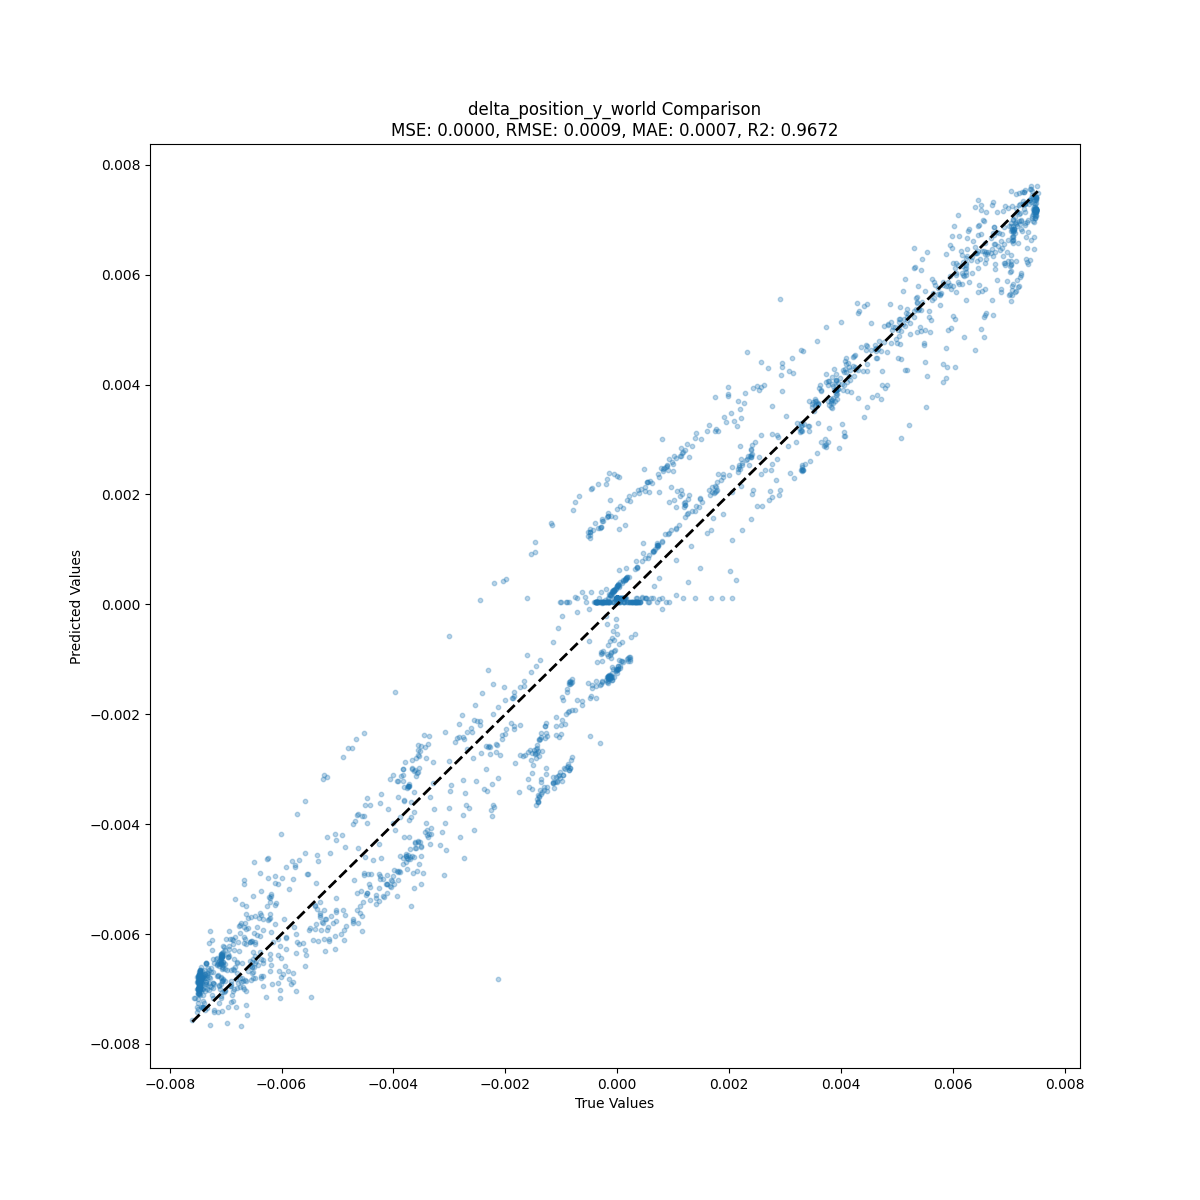 delta_position_y_world Comparison
MSE: 0.0000, RMSE: 0.0009, MAE: 0.0007, R2: 0.9672
Predicted Values
0.008
0.006
0.004
0.002
0.000
−0.002
−0.004
−0.006
−0.008
−0.008 −0.006 −0.004 −0.002 0.000 0.002 0.004 0.006 0.008
True Values